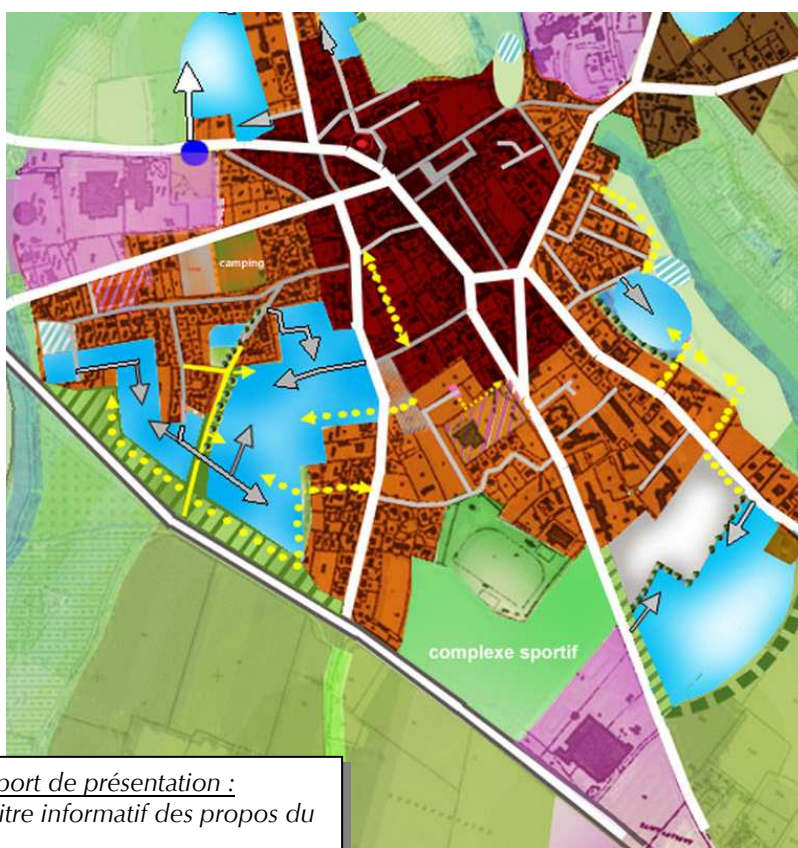 camping
complexe sportif
port de présentation :
itre informatif des propos du